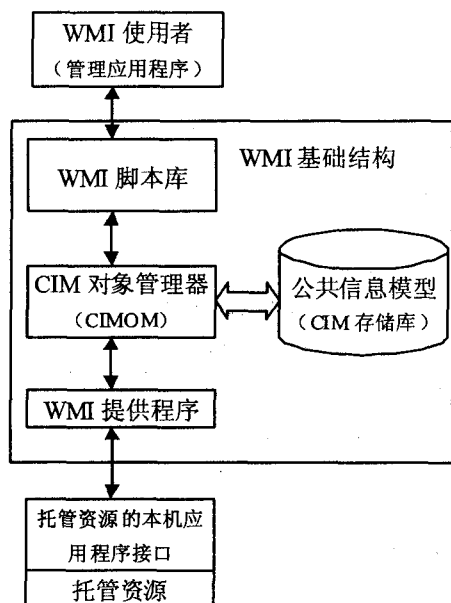 WMI 使用者
（管理应用程序）
WMI 基础结构
WMI 脚本库
CIM 对象管理器
（CIMOM）
公共信息模型
（CIM 存储库）
WMI 提供程序
托管资源的本机应
用程序接口
托管资源